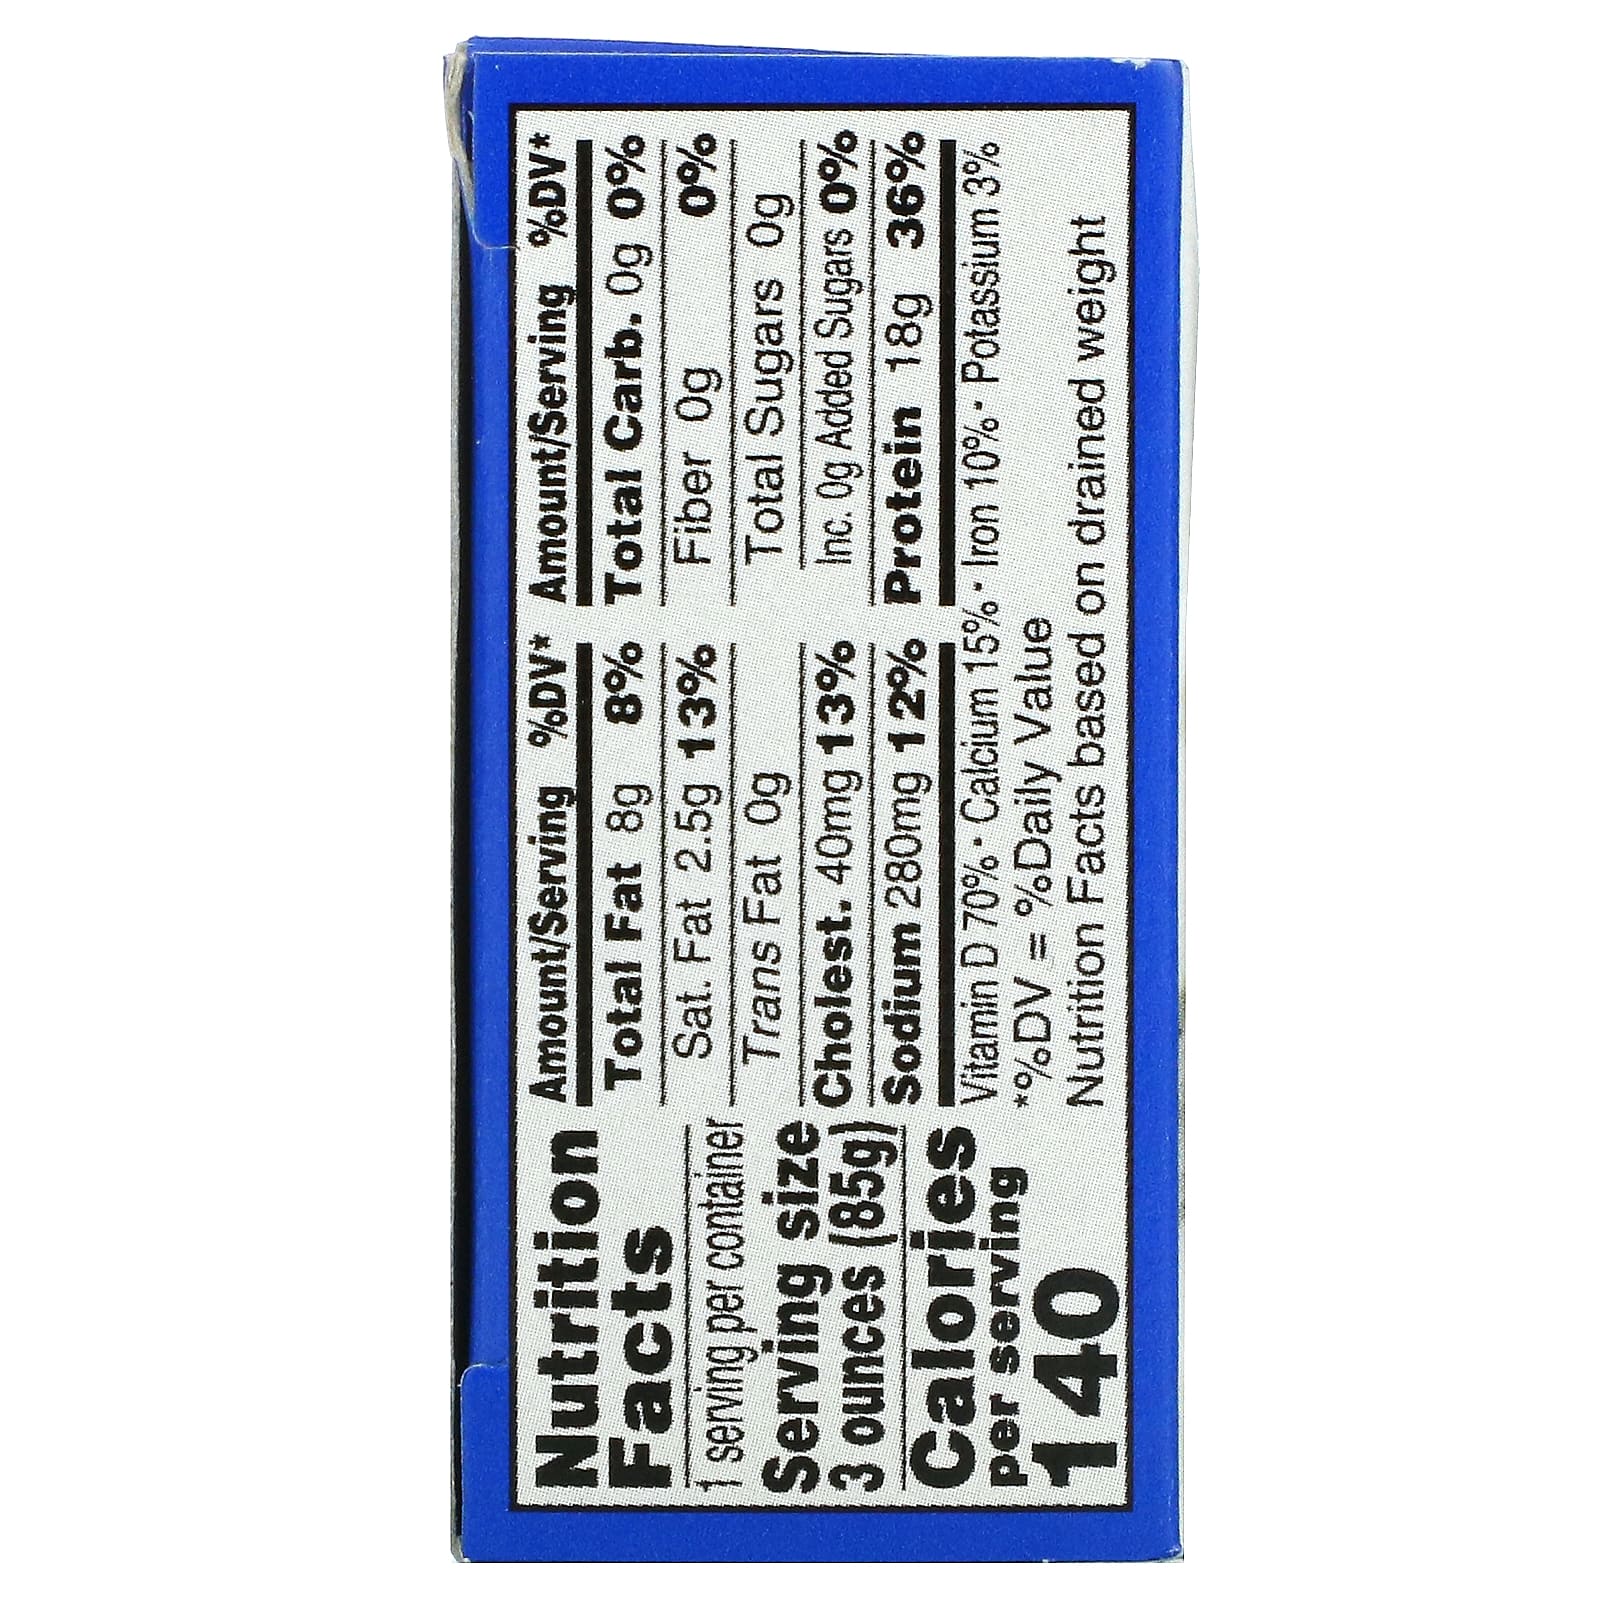 Nutrition
Facts
1 serving per container
Serving size
3 ounces (85g)
Calories
per serving
140
Amount/Serving %DV*
Total Fat 8g 8%
Sat. Fat 2.5g 13%
Trans Fat 0g
Cholest. 40mg 13%
Sodium 280mg 12%
Amount/Serving %DV*
Total Carb. 0g 0%
Fiber 0g 0%
Total Sugars 0g
Inc. 0g Added Sugars 0%
Protein 18g 36%
Vitamin D 70% · Calcium 15% · Iron 10% · Potassium 3%
*%DV = %Daily Value
Nutrition Facts based on drained weight